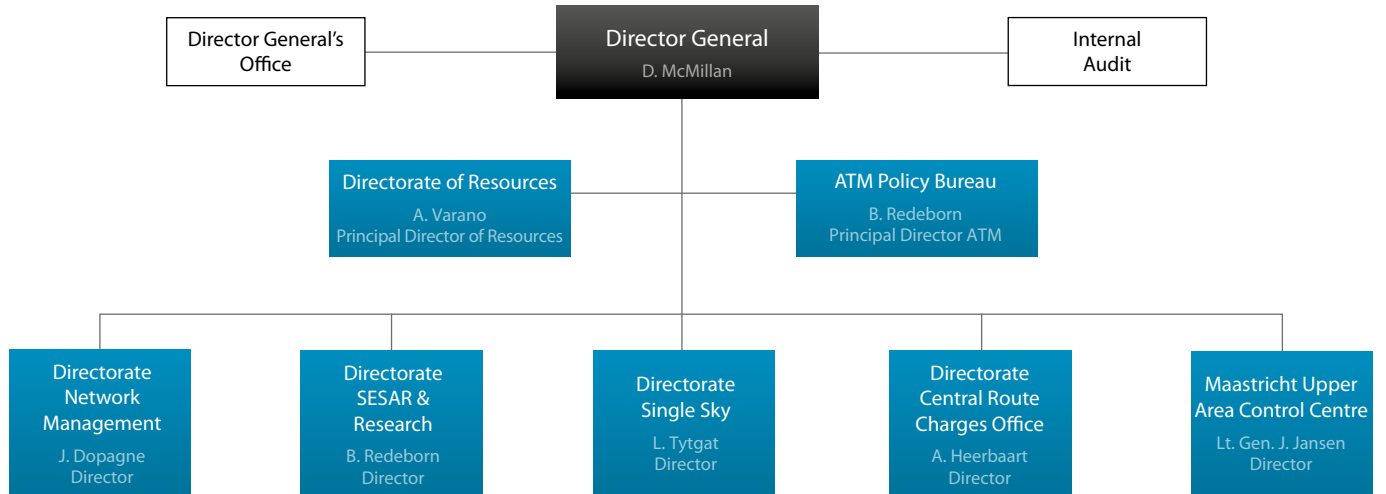 Director General's
Office
Director General
D. McMillan
Internal
Audit
Directorate of Resources
A. Varano
Principal Director of Resources
ATM Policy Bureau
B. Redeborn
Principal Director ATM
Directorate
Network
Management
J. Dopagne
Director
Directorate
SESAR &
Research
B. Redeborn
Director
Directorate
Single Sky
L. Tytgat
Director
Directorate
Central Route
Charges Office
A. Heerbaart
Director
Maastricht Upper
Area Control Centre
Lt. Gen. J. Jansen
Director